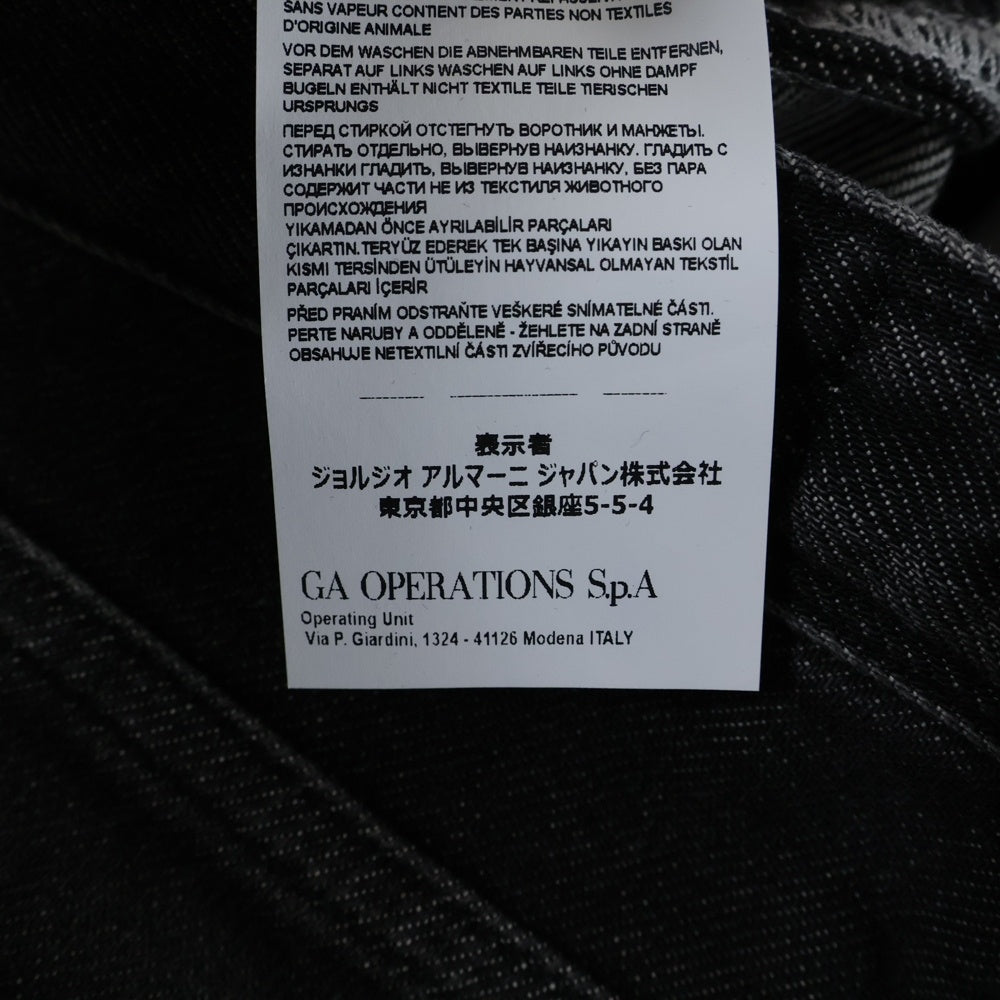 SANS VAPEUR CONTIENT DES PARTIES NON TEXTILES
D'ORIGINE ANIMALE
VOR DEM WASCHEN DIE ABNEHMBAREN TEILE ENTFERNEN,
SEPARAT AUF LINKS WASCHEN AUF LINKS OHNE DAMPF
BUGELN ENTHÄLT NICHT TEXTILE TEILE TIERISCHEN
URSPRUNGS
ПЕРЕД СТИРКОЙ ОТСТЕГНУТЬ ВОРОТНИК И МАНЖЕТЫ.
СТИРАТЬ ОТДЕЛЬНО, ВЫВЕРНУВ НАИЗНАНКУ. ГЛАДИТЬ С
ИЗНАНКИ ГЛАДИТЬ, ВЫВЕРНУВ НАИЗНАНКУ, БЕЗ ПАРА
СОДЕРЖИТ ЧАСТИ НЕ ИЗ ТЕКСТИЛЯ ЖИВОТНОГО
ПРОИСХОЖДЕНИЯ
YIKAMADAN ÖNCE AYRILABİLİR PARÇALARI
ÇIKARTIN.TERYÜZ EDEREK TEK BAŞINA YIKAYIN BASKI OLAN
KISMI TERSİNDEN ÜTÜLEYİN HAYVANSAL OLMAYAN TEKSTİL
PARÇALARI İÇERİR
PŘED PRANÍM ODSTRAŇTE VEŠKERÉ SNÍMATELNÉ ČÁSTI.
PERTE NARUBY A ODDĚLENĚ - ŽEHLETE NA ZADNÍ STRANĚ
OBSAHUJE NETEXTILNÍ ČÁSTI ZVÍŘECÍHO PŮVODU
表示者
ジョルジオ アルマーニ ジャパン株式会社
東京都中央区銀座5-5-4
GA OPERATIONS S.p.A
Operating Unit
Via P. Giardini, 1324 - 41126 Modena ITALY